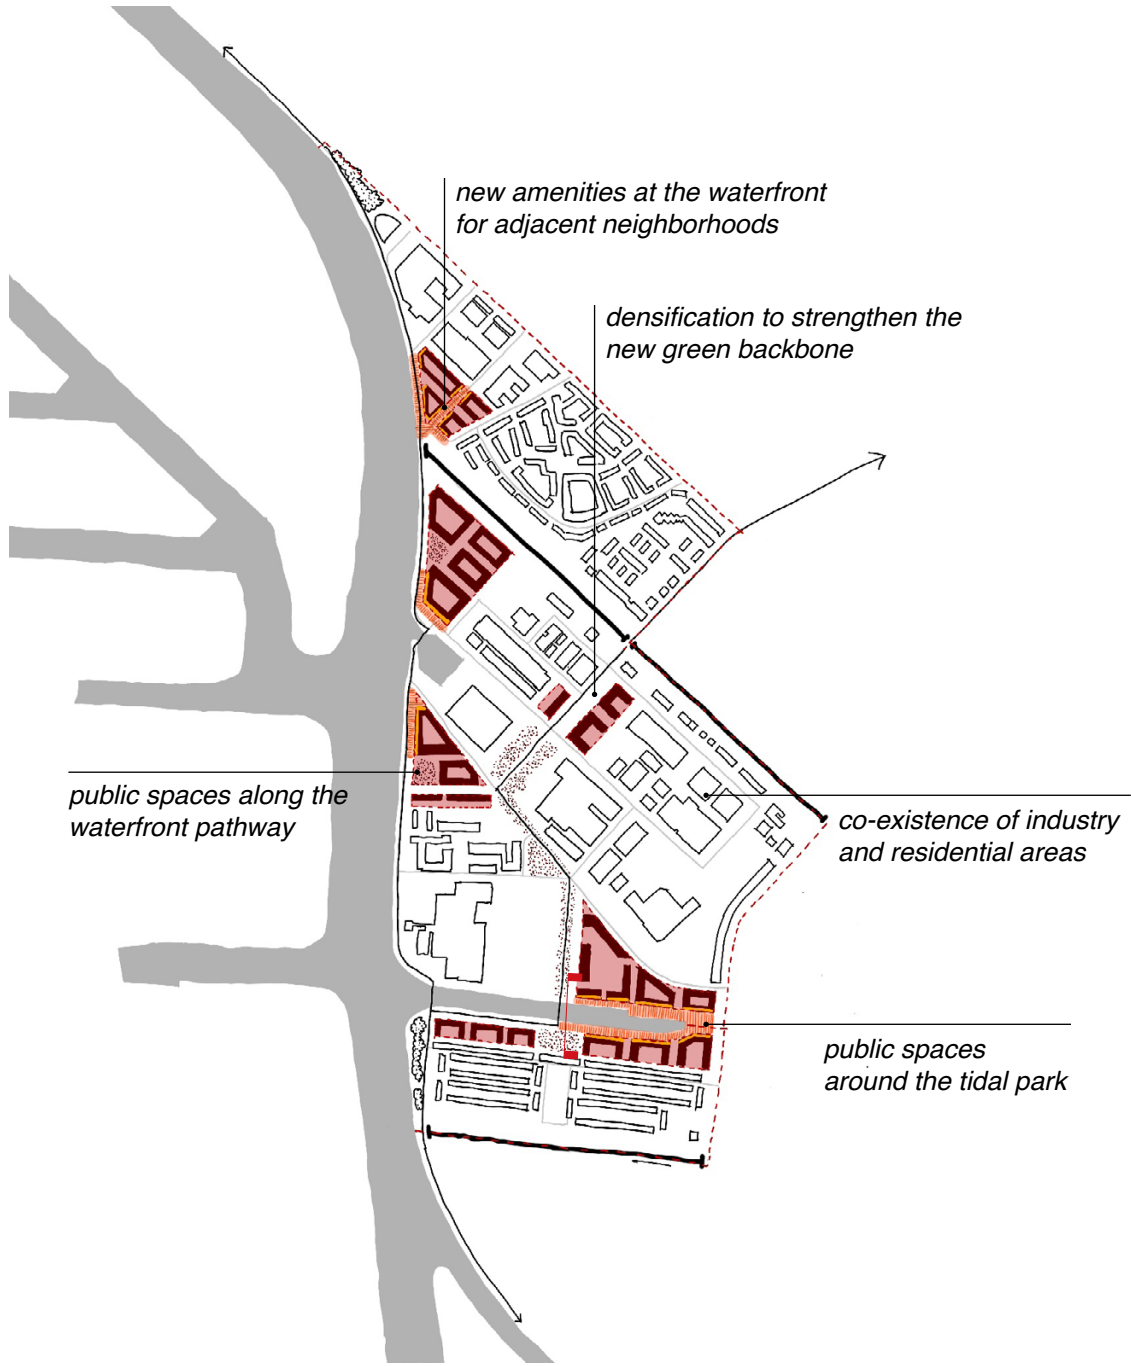 new amenities at the waterfront
for adjacent neighborhoods
densification to strengthen the
new green backbone
public spaces along the
waterfront pathway
co-existence of industry
and residential areas
public spaces
around the tidal park